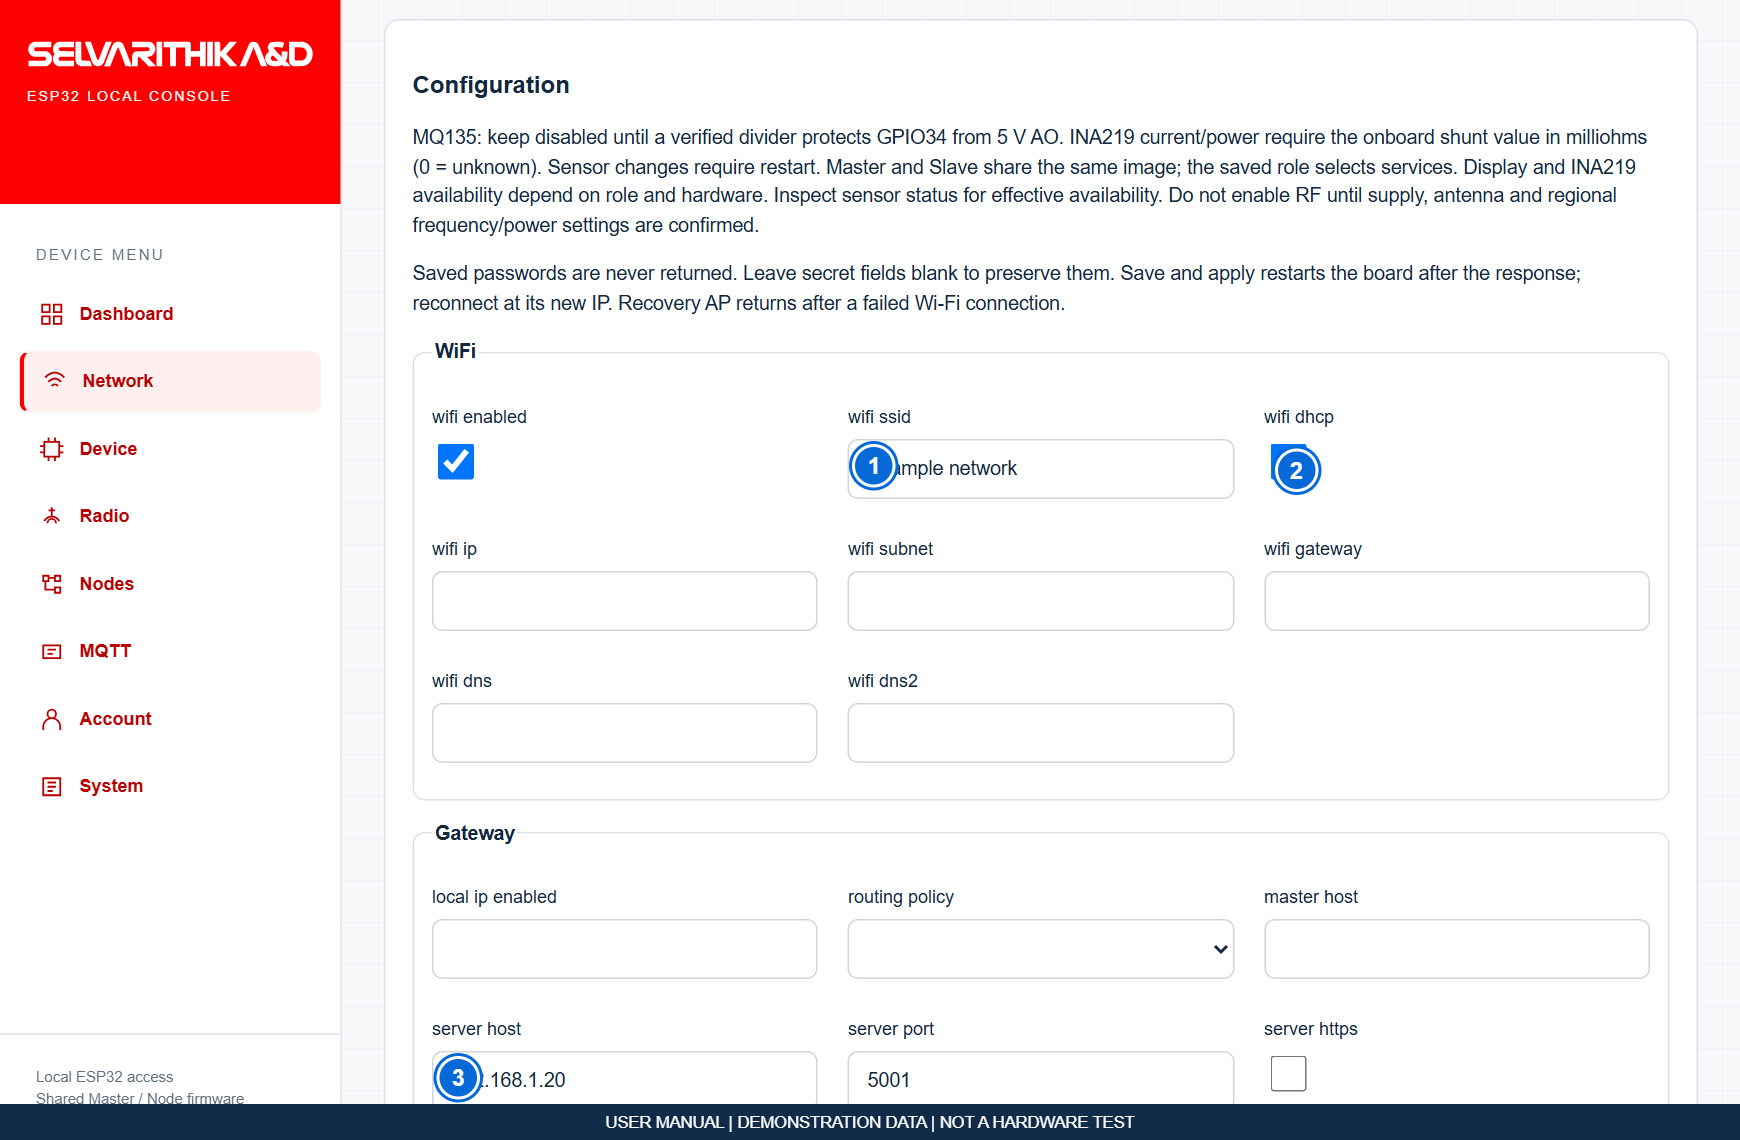 SELVARITHIK A&D
ESP32 LOCAL CONSOLE
DEVICE MENU
Dashboard
Network
Device
Radio
Nodes
MQTT
Account
System
Local ESP32 access
Shared Master / Node firmware
Configuration
MQ135: keep disabled until a verified divider protects GPIO34 from 5 V AO. INA219 current/power require the onboard shunt value in milliohms
(0 = unknown). Sensor changes require restart. Master and Slave share the same image; the saved role selects services. Display and INA219
availability depend on role and hardware. Inspect sensor status for effective availability. Do not enable RF until supply, antenna and regional
frequency/power settings are confirmed.
Saved passwords are never returned. Leave secret fields blank to preserve them. Save and apply restarts the board after the response;
reconnect at its new IP. Recovery AP returns after a failed Wi-Fi connection.
WiFi
wifi enabled
wifi ssid
wifi dhcp
1 ample network
2
wifi ip
wifi subnet
wifi gateway
wifi dns
wifi dns2
Gateway
local ip enabled
routing policy
master host
server host
server port
server https
3 .168.1.20
5001
USER MANUAL | DEMONSTRATION DATA | NOT A HARDWARE TEST